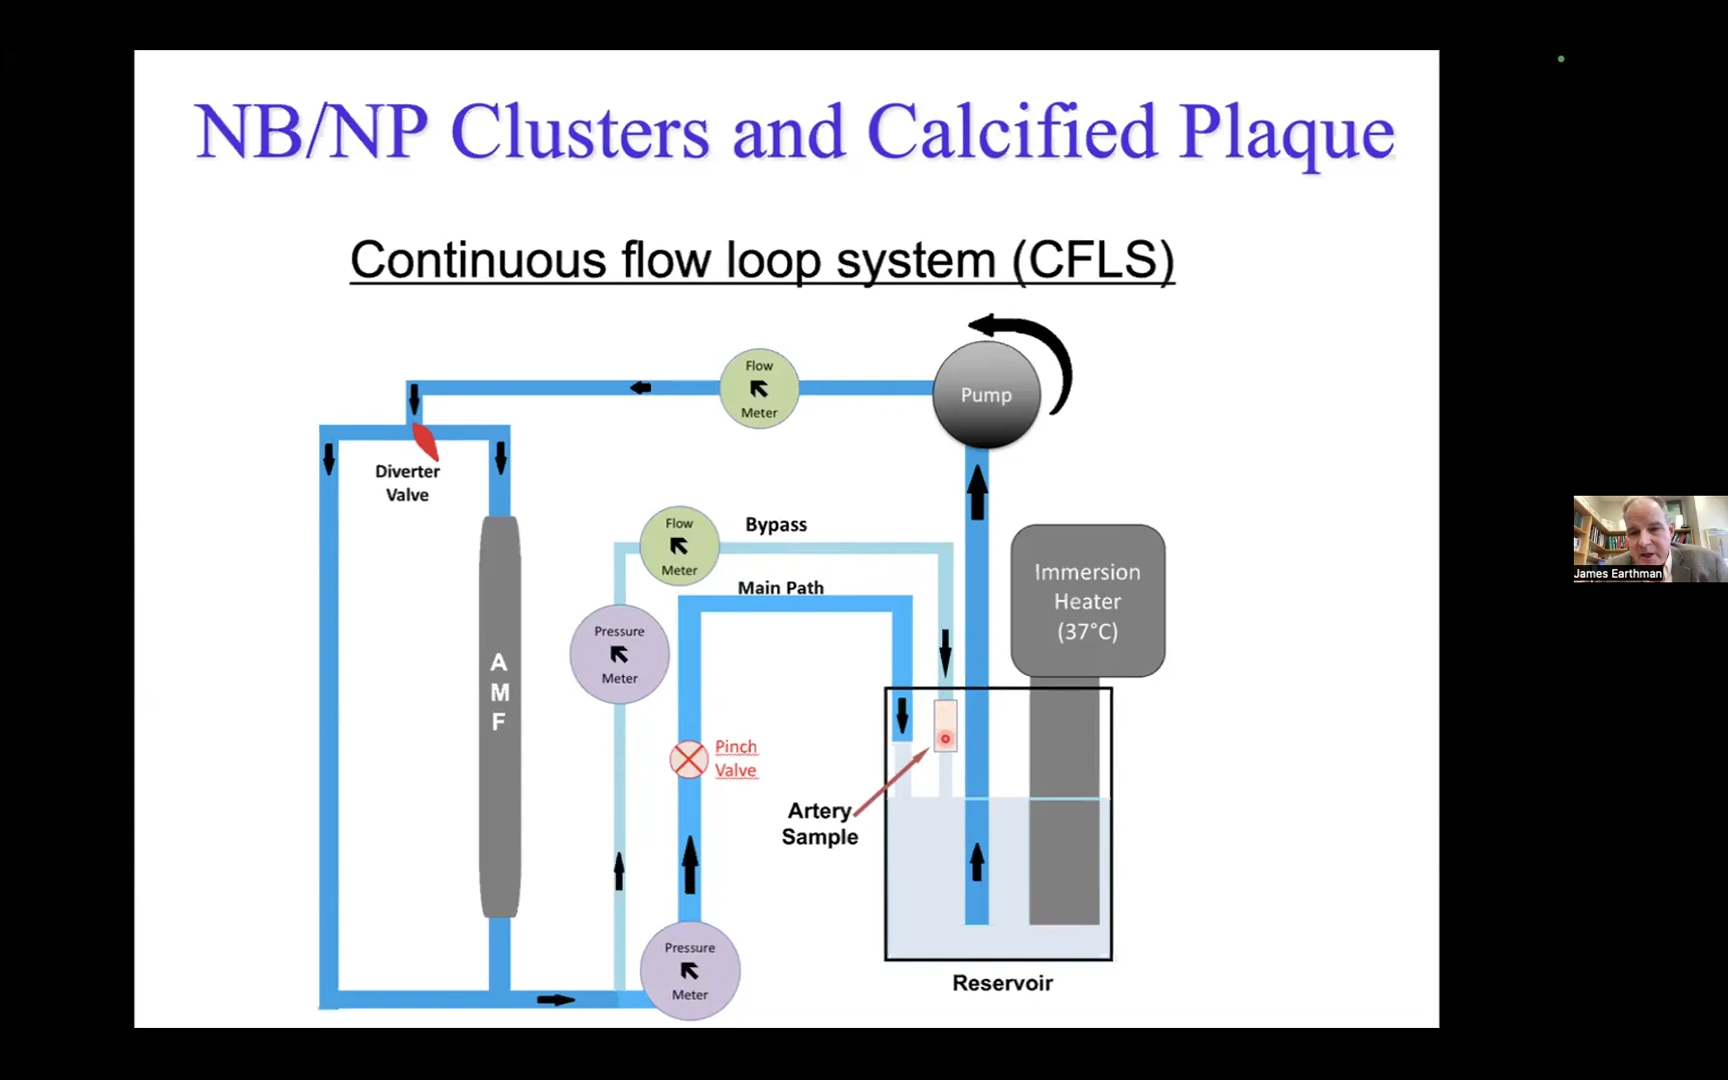 NB/NP Clusters and Calcified Plaque
Continuous flow loop system (CFLS)
Flow
Meter
Pump
Diverter
Valve
Flow
Meter
Bypass
Main Path
Immersion
Heater
(37°C)
Pressure
Meter
A
M
F
Pinch
Valve
Artery
Sample
Pressure
Meter
Reservoir
James Earthman